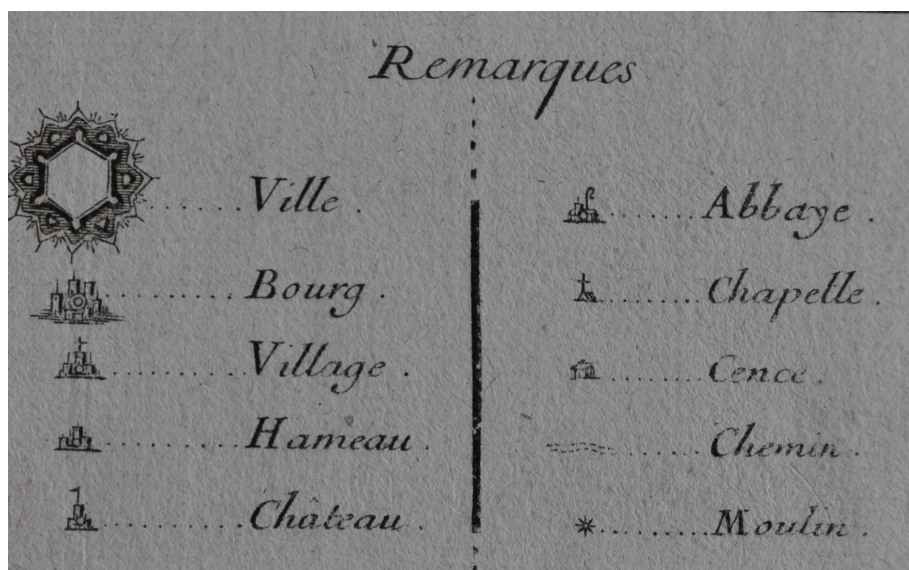 Remarques
Ville .
Bourg .
Village .
Hameau .
Château .
Abbaye .
Chapelle .
Cence .
Chemin .
Moulin .